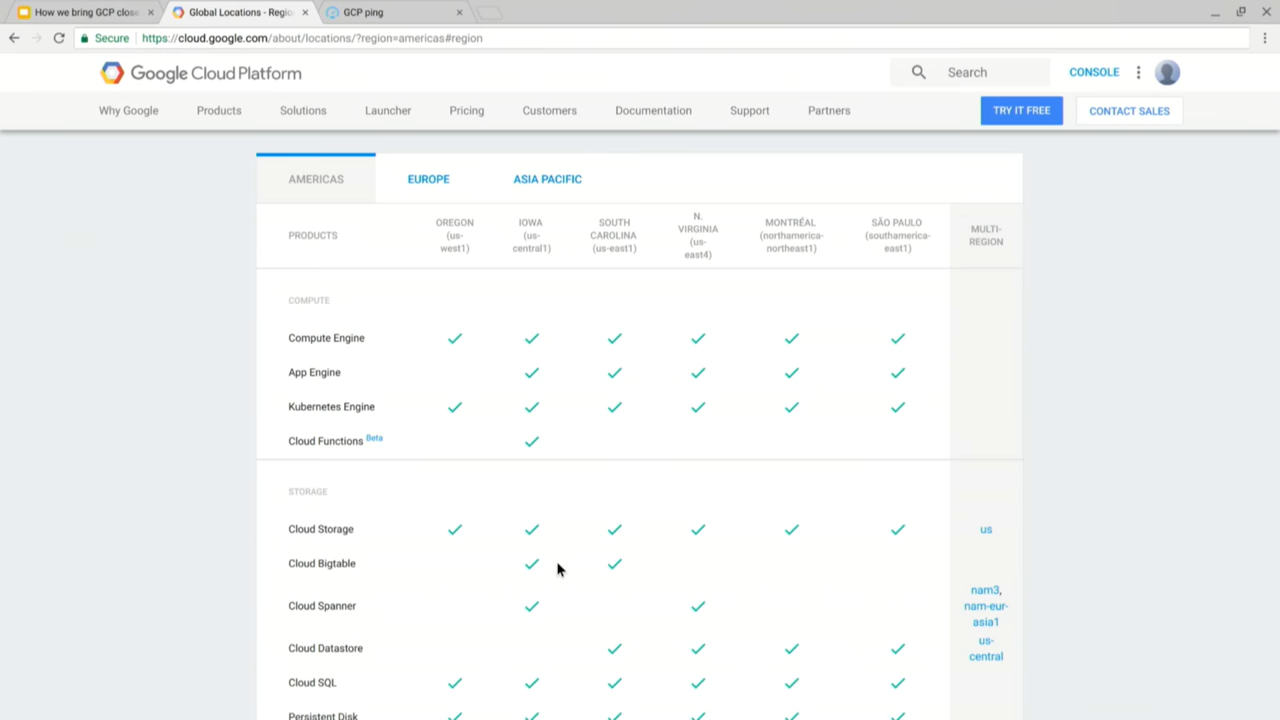 How we bring GCP close
Global Locations - Regio
GCP ping
Secure https://cloud.google.com/about/locations/?region=americas#region
Google Cloud Platform
Search
CONSOLE
Why Google Products Solutions Launcher Pricing Customers Documentation Support Partners
TRY IT FREE
CONTACT SALES
AMERICAS EUROPE ASIA PACIFIC
PRODUCTS
OREGON
(us-
west1)
IOWA
(us-
central1)
SOUTH
CAROLINA
(us-east1)
N.
VIRGINIA
(us-
east4)
MONTRÉAL
(northamerica-
northeast1)
SÃO PAULO
(southamerica-
east1)
MULTI-
REGION
COMPUTE
Compute Engine
App Engine
Kubernetes Engine
Cloud Functions Beta
STORAGE
Cloud Storage
us
Cloud Bigtable
Cloud Spanner
nam3,
nam-eur-
asia1
Cloud Datastore
us-
central
Cloud SQL
Persistent Disk